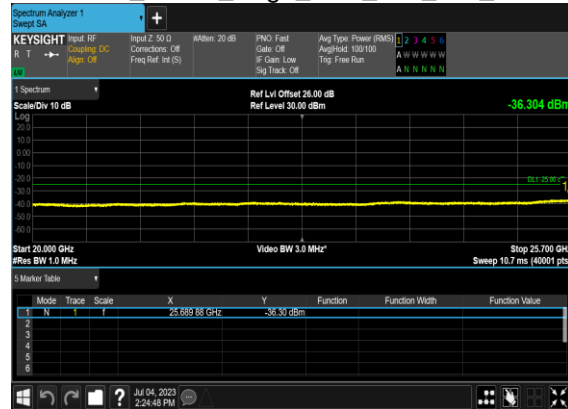 Spectrum Analyzer 1
Swept SA
+
KEYSIGHT Input: RF Input Z: 50 Ω #Atten: 20 dB PNO: Fast Avg Type: Power (RMS) 1 2 3 4 5 6
R T Coupling: DC Corrections: Off Gate: Off Avg|Hold: 100/100 A W W W W W
Align: Off Freq Ref: Int (S) IF Gain: Low Trig: Free Run
LW Sig Track: Off A N N N N N
1 Spectrum Ref Lvl Offset 26.00 dB
Scale/Div 10 dB Ref Level 30.00 dBm -36.304 dBm
Log
20.0
10.0
0.00
-10.0
-20.0
DL1 -25.00
1
-30.0
-40.0
-50.0
-60.0
Start 20.000 GHz Video BW 3.0 MHz* Stop 25.700 GHz
#Res BW 1.0 MHz Sweep 10.7 ms (40001 pts
5 Marker Table
Mode Trace Scale X Y Function Function Width Function Value
1 N 1 f 25.689 88 GHz -36.30 dBm
2
3
4
5
6
? Jul 04, 2023
2:24:48 PM